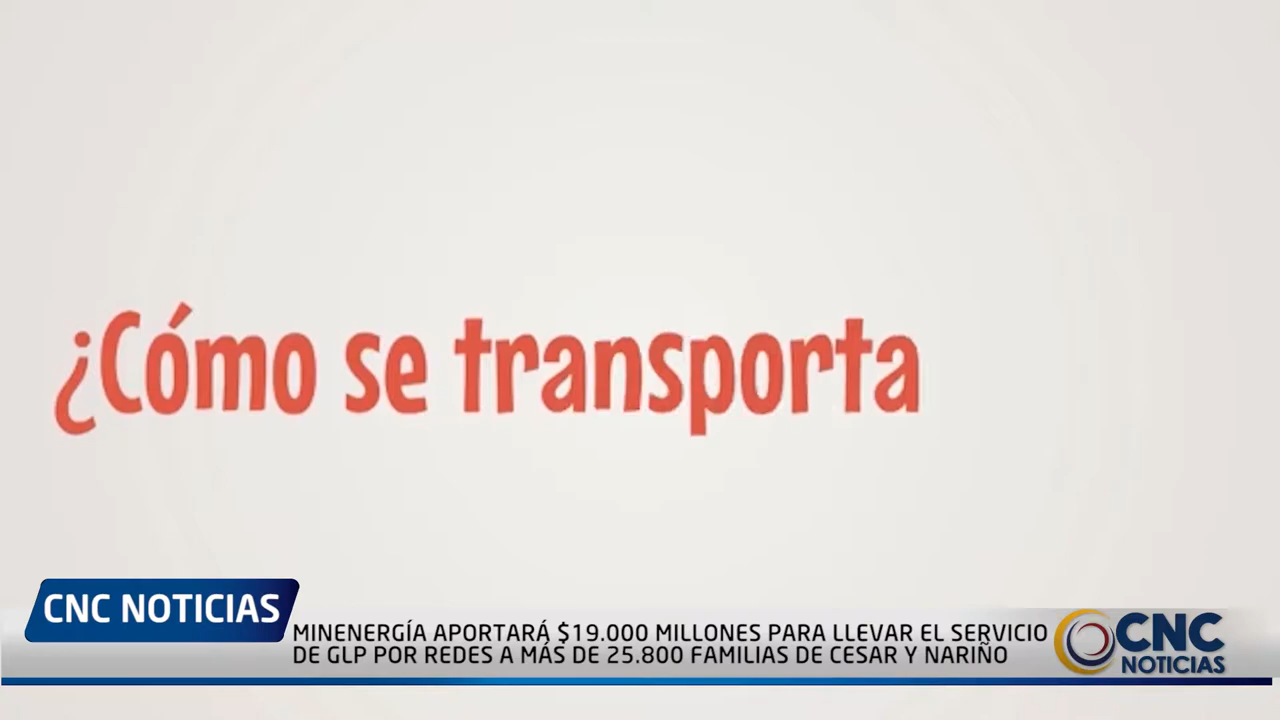 ¿Cómo se transporta
CNC NOTICIAS
MINENERGÍA APORTARÁ $19.000 MILLONES PARA LLEVAR EL SERVICIO
DE GLP POR REDES A MÁS DE 25.800 FAMILIAS DE CESAR Y NARIÑO
CNC
NOTICIAS